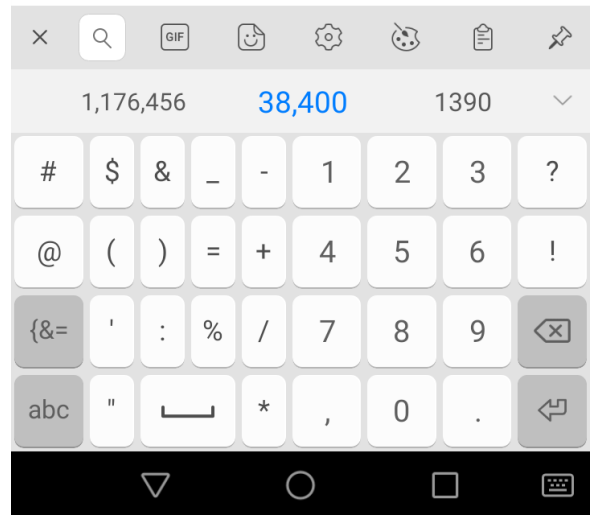 GIF
1,176,456 38,400 1390
# $ & _ - 1 2 3 ?
@ ( ) = + 4 5 6 !
{&= ' : % / 7 8 9
abc " * , 0 .